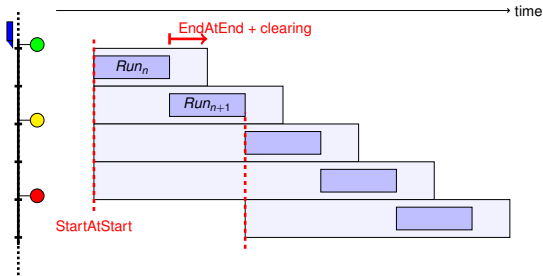 time
EndAtEnd + clearing
Runₙ
Runₙ₊₁
StartAtStart